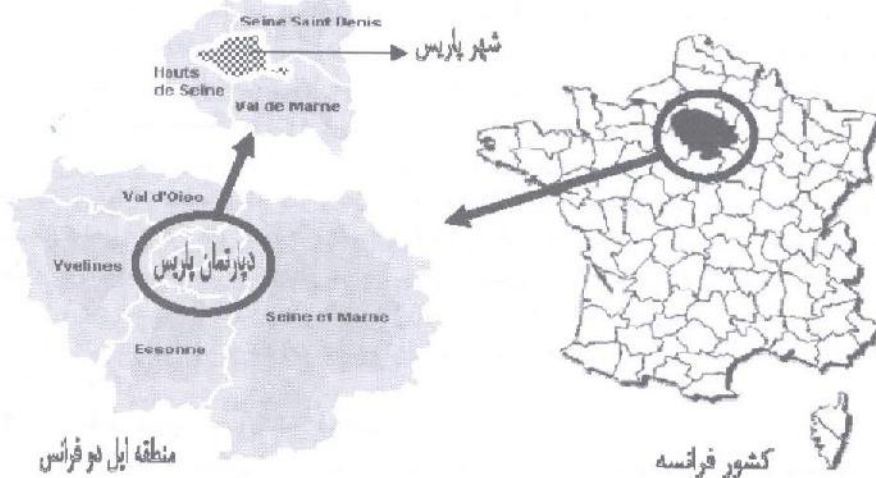 Seine Saint Denis
شهر پاریس
Hauts
de Seine
Val de Marne
Val d'Oise
Yvelines
دپارتمان پاریس
Seine et Marne
Essonne
منطقه ایل دو فرانس
کشور فرانسه